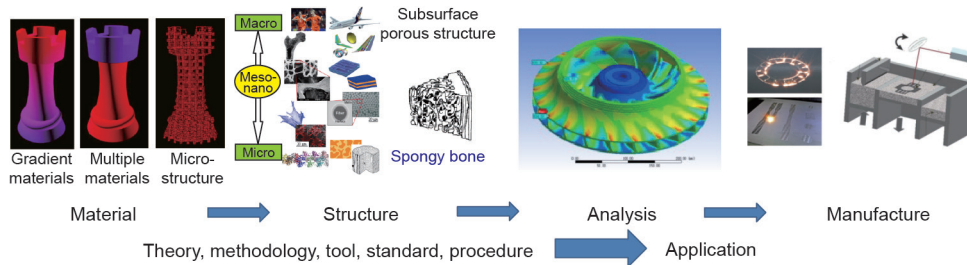 Gradient
materials
Multiple
materials
Micro-
structure
Macro
Meso-
nano
Micro
Subsurface
porous structure
Spongy bone
Material
Structure
Analysis
Manufacture
Theory, methodology, tool, standard, procedure
Application